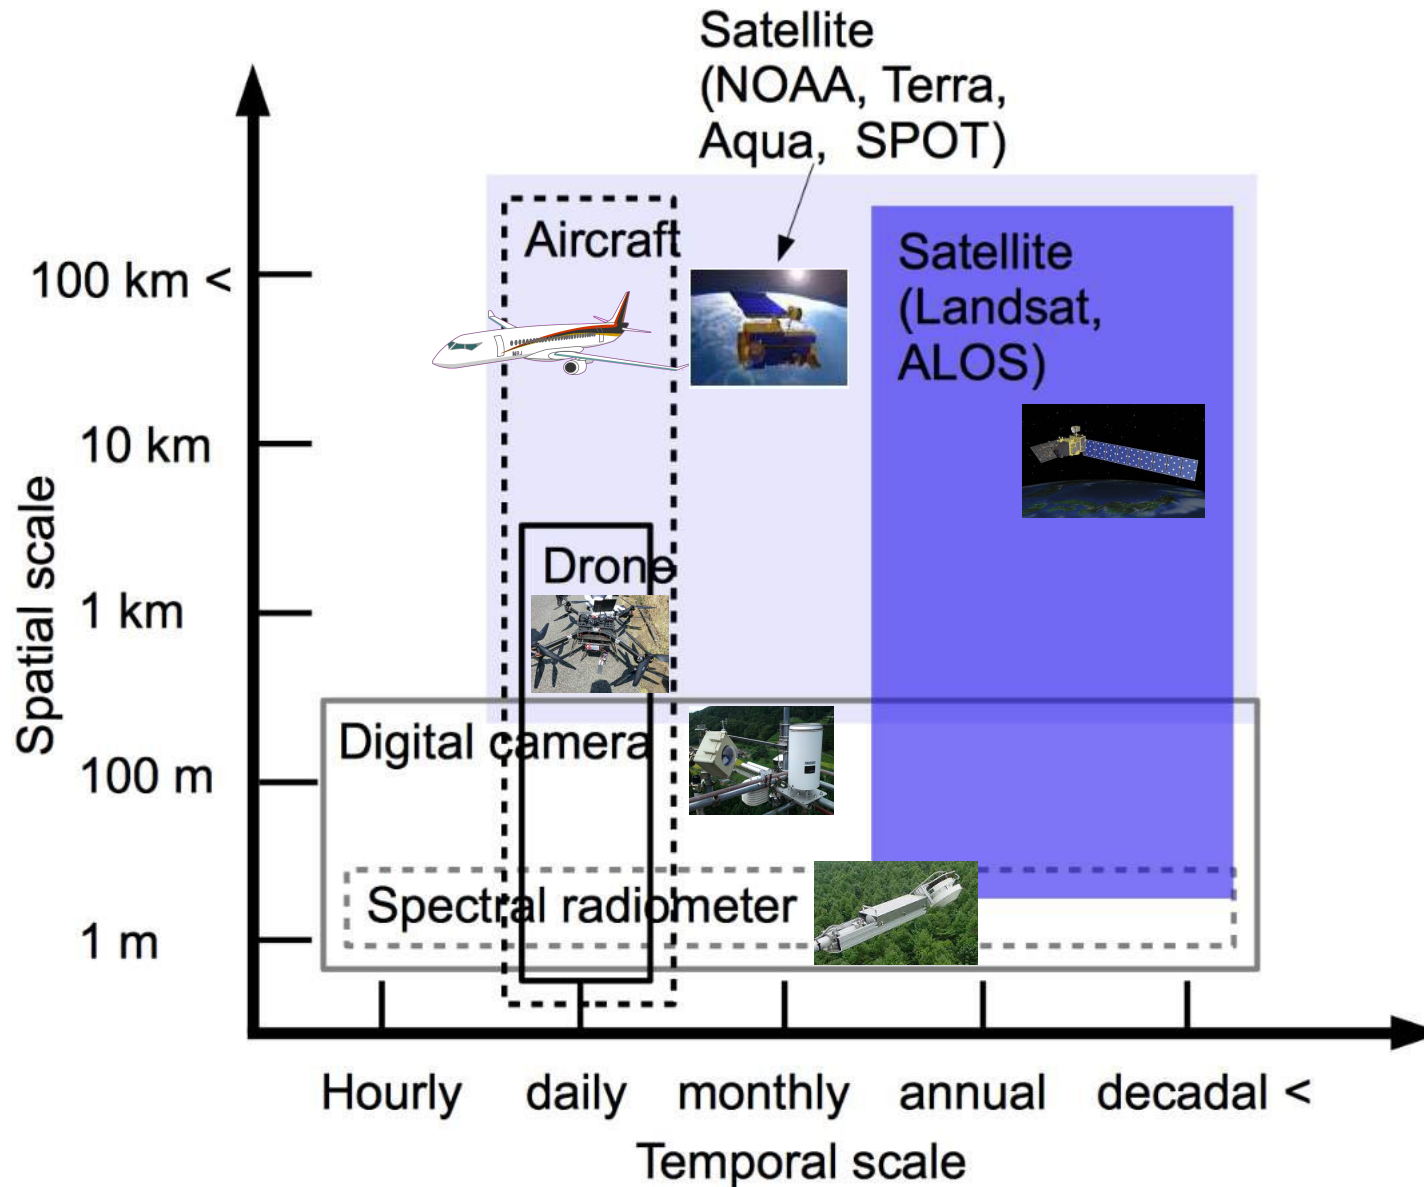 Satellite
(NOAA, Terra,
Aqua, SPOT)
Aircraft
Satellite
(Landsat,
ALOS)
MRJ
100 km <
10 km
Drone
1 km
Spatial scale
Digital camera
100 m
Spectral radiometer
1 m
Hourly daily monthly annual decadal <
Temporal scale